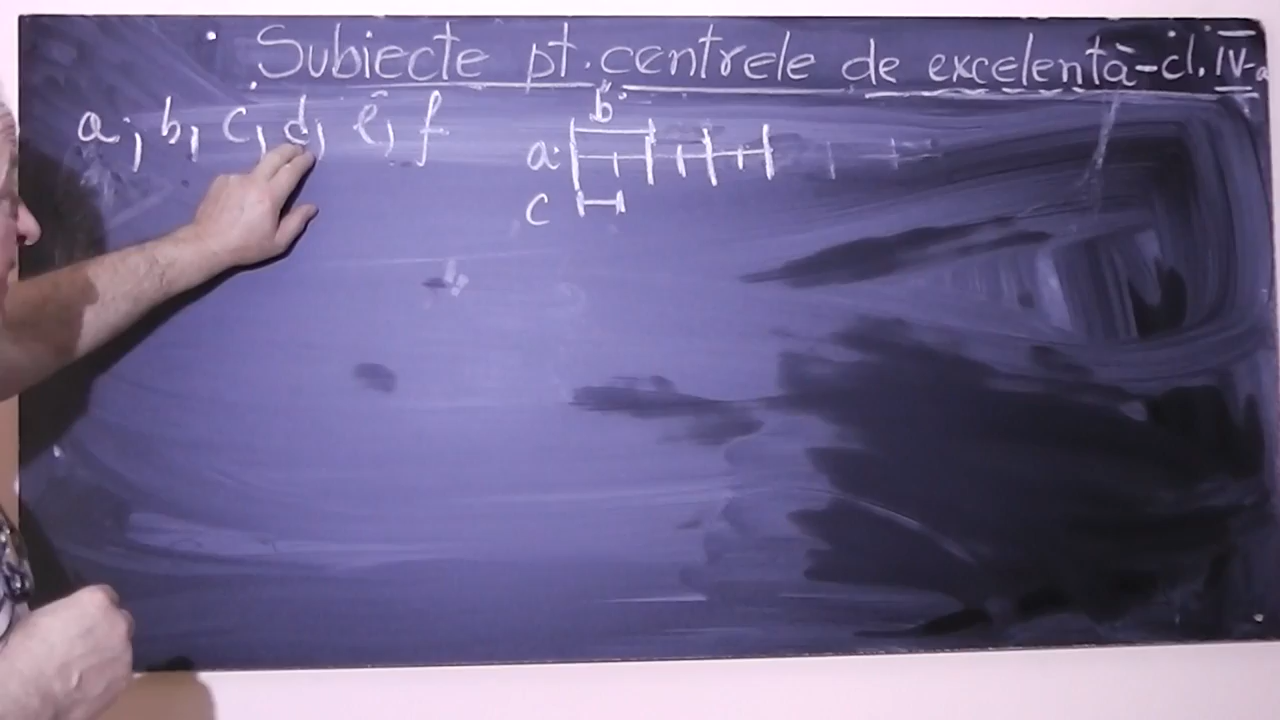 Subiecte pt. centrele de excelență - cl. IV-a
a, b, c, d, e, f
b
a
c